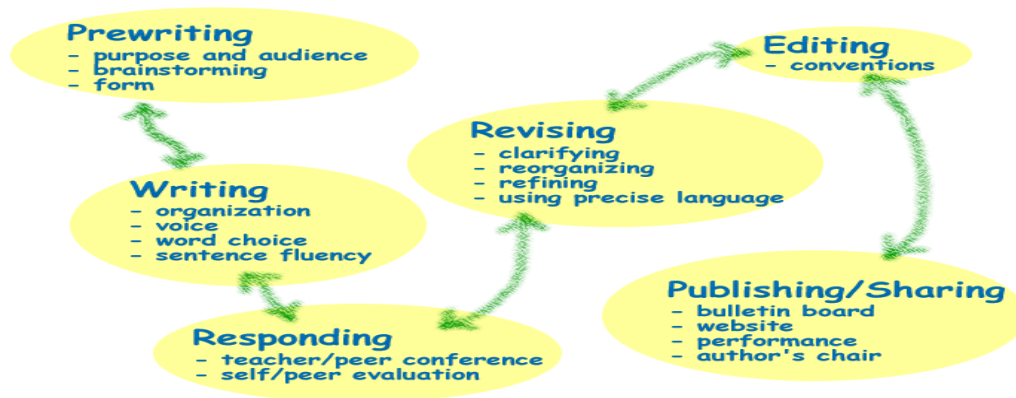 Prewriting
- purpose and audience
- brainstorming
- form
Writing
- organization
- voice
- word choice
- sentence fluency
Responding
- teacher/peer conference
- self/peer evaluation
Revising
- clarifying
- reorganizing
- refining
- using precise language
Editing
- conventions
Publishing/Sharing
- bulletin board
- website
- performance
- author's chair